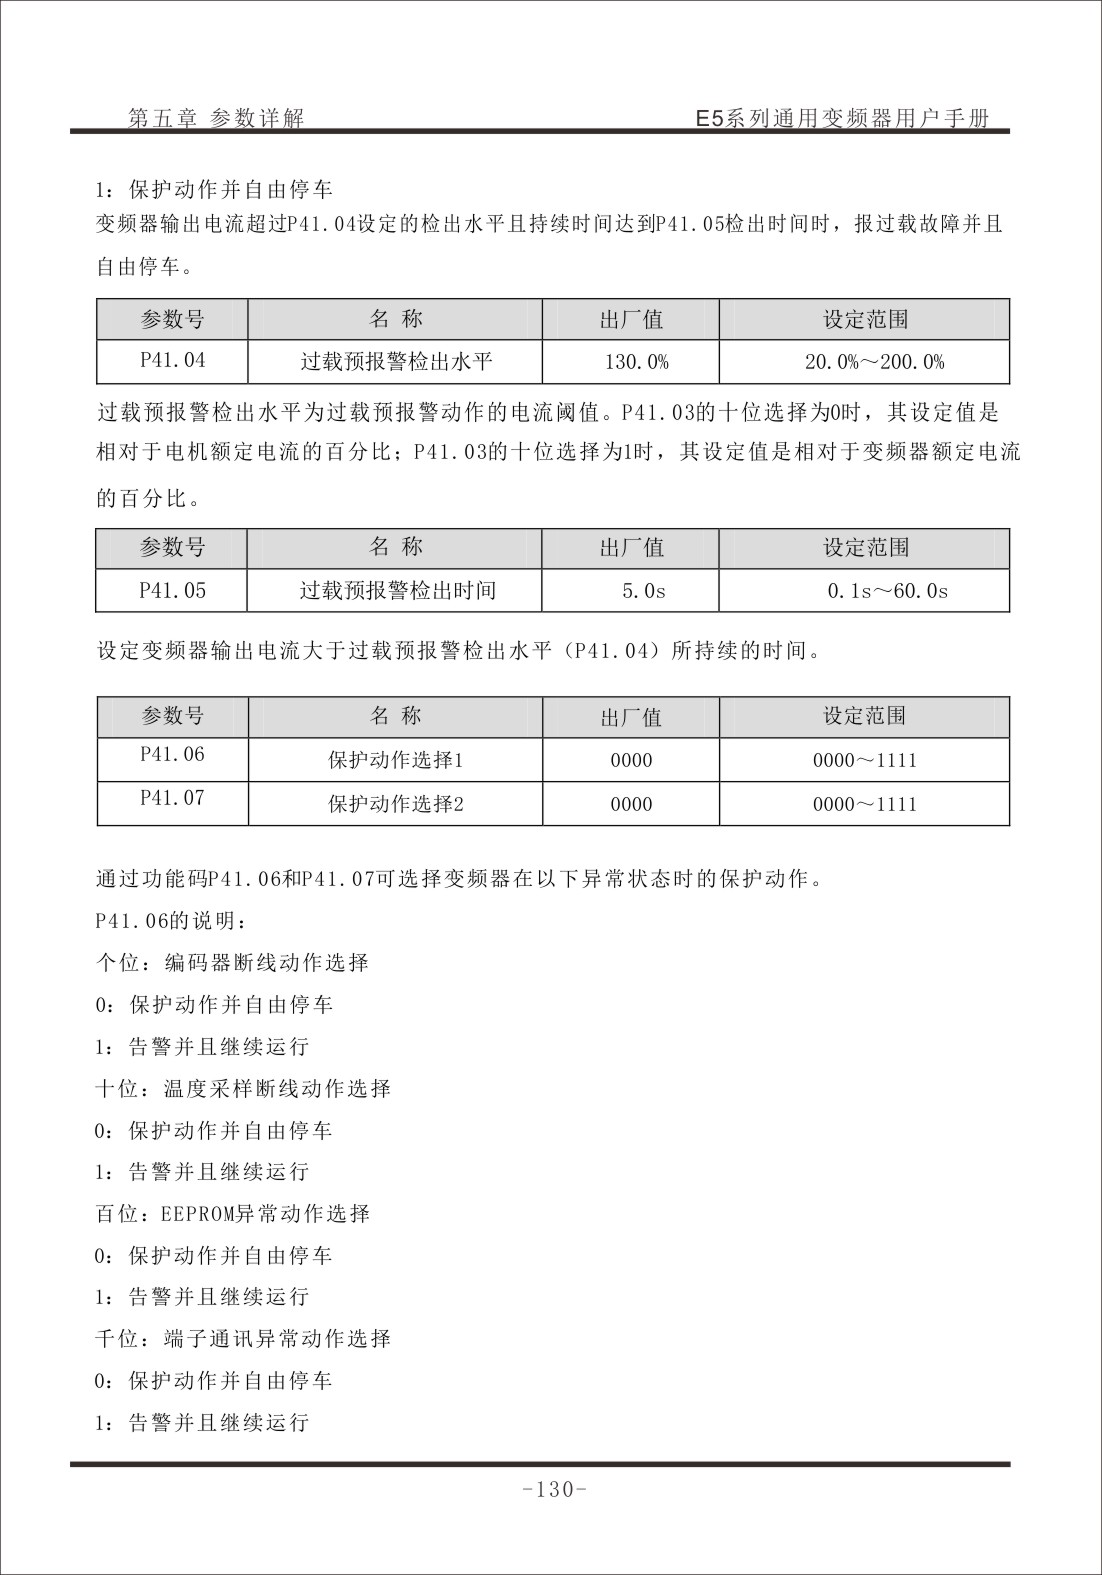 第五章 参数详解 E5系列通用变频器用户手册
1：保护动作并自由停车
变频器输出电流超过P41.04设定的检出水平且持续时间达到P41.05检出时间时，报过载故障并且
自由停车。
参数号 名 称 出厂值 设定范围
P41.04 过载预报警检出水平 130.0% 20.0%～200.0%
过载预报警检出水平为过载预报警动作的电流阈值。P41.03的十位选择为0时，其设定值是
相对于电机额定电流的百分比；P41.03的十位选择为1时，其设定值是相对于变频器额定电流
的百分比。
参数号 名 称 出厂值 设定范围
P41.05 过载预报警检出时间 5.0s 0.1s～60.0s
设定变频器输出电流大于过载预报警检出水平（P41.04）所持续的时间。
参数号 名 称 出厂值 设定范围
P41.06 保护动作选择1 0000 0000～1111
P41.07 保护动作选择2 0000 0000～1111
通过功能码P41.06和P41.07可选择变频器在以下异常状态时的保护动作。
P41.06的说明：
个位：编码器断线动作选择
0：保护动作并自由停车
1：告警并且继续运行
十位：温度采样断线动作选择
0：保护动作并自由停车
1：告警并且继续运行
百位：EEPROM异常动作选择
0：保护动作并自由停车
1：告警并且继续运行
千位：端子通讯异常动作选择
0：保护动作并自由停车
1：告警并且继续运行
-130-